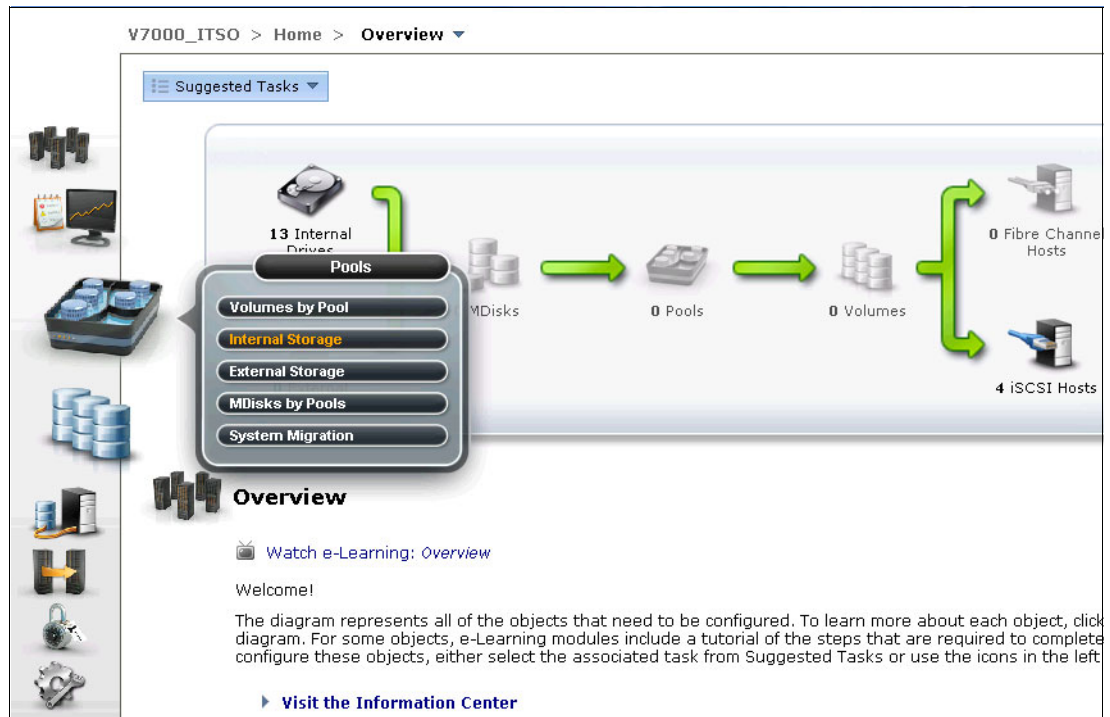 V7000_ITSO > Home > Overview
Suggested Tasks
13 Internal
Drives
MDisks
0 Pools
0 Volumes
0 Fibre Channel
Hosts
4 iSCSI Hosts
Pools
Volumes by Pool
Internal Storage
External Storage
MDisks by Pools
System Migration
Overview
Watch e-Learning: Overview
Welcome!
The diagram represents all of the objects that need to be configured. To learn more about each object, click
diagram. For some objects, e-Learning modules include a tutorial of the steps that are required to complete
configure these objects, either select the associated task from Suggested Tasks or use the icons in the left
Visit the Information Center